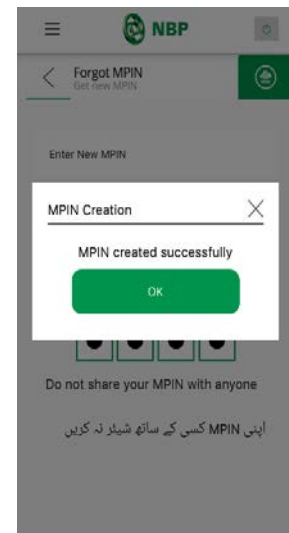 NBP
Forgot MPIN
Get new MPIN
Enter New MPIN
MPIN Creation
MPIN created successfully
OK
Do not share your MPIN with anyone
اپنی MPIN کسی کے ساتھ شیئر نہ کریں